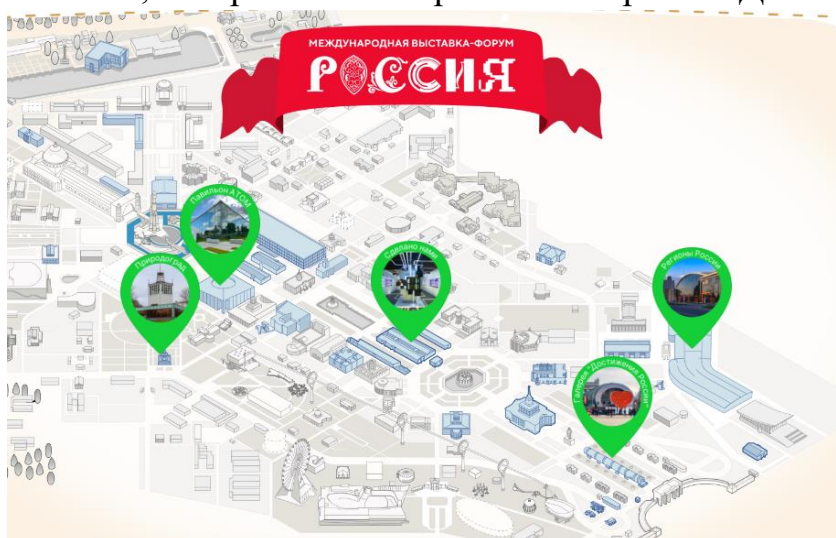 МЕЖДУНАРОДНАЯ ВЫСТАВКА-ФОРУМ
РОССИЯ
Павильон АТОМ
Природоград
Сделано нами
Регионы России
Галерея "Достижения России"